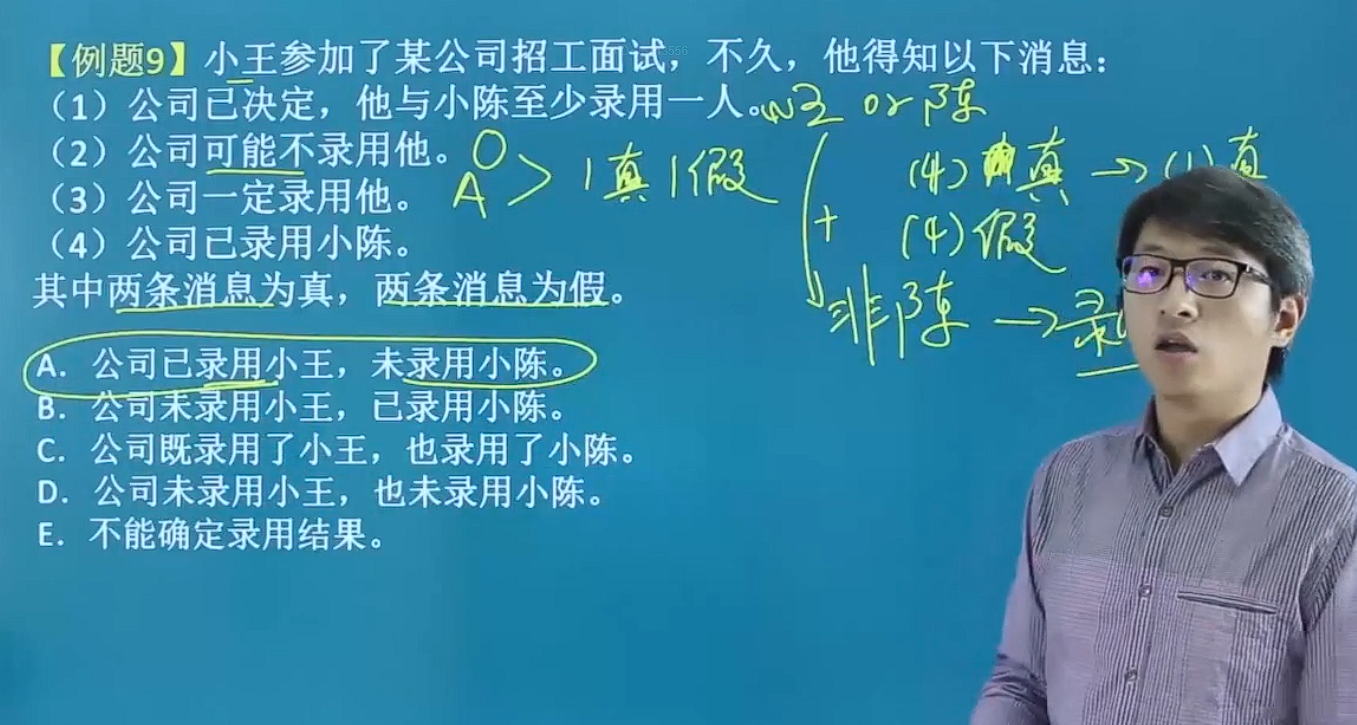 【例题9】小王参加了某公司招工面试，不久，他得知以下消息：
（1）公司已决定，他与小陈至少录用一人。小王 or 陈
（2）公司可能不录用他。O
（3）公司一定录用他。A > 1真1假
（4）公司已录用小陈。
其中两条消息为真，两条消息为假。
A．公司已录用小王，未录用小陈。
B．公司未录用小王，已录用小陈。
C．公司既录用了小王，也录用了小陈。
D．公司未录用小王，也未录用小陈。
E．不能确定录用结果。
(4) 真 → (1) 真
+ (4) 假
非陈 → 录